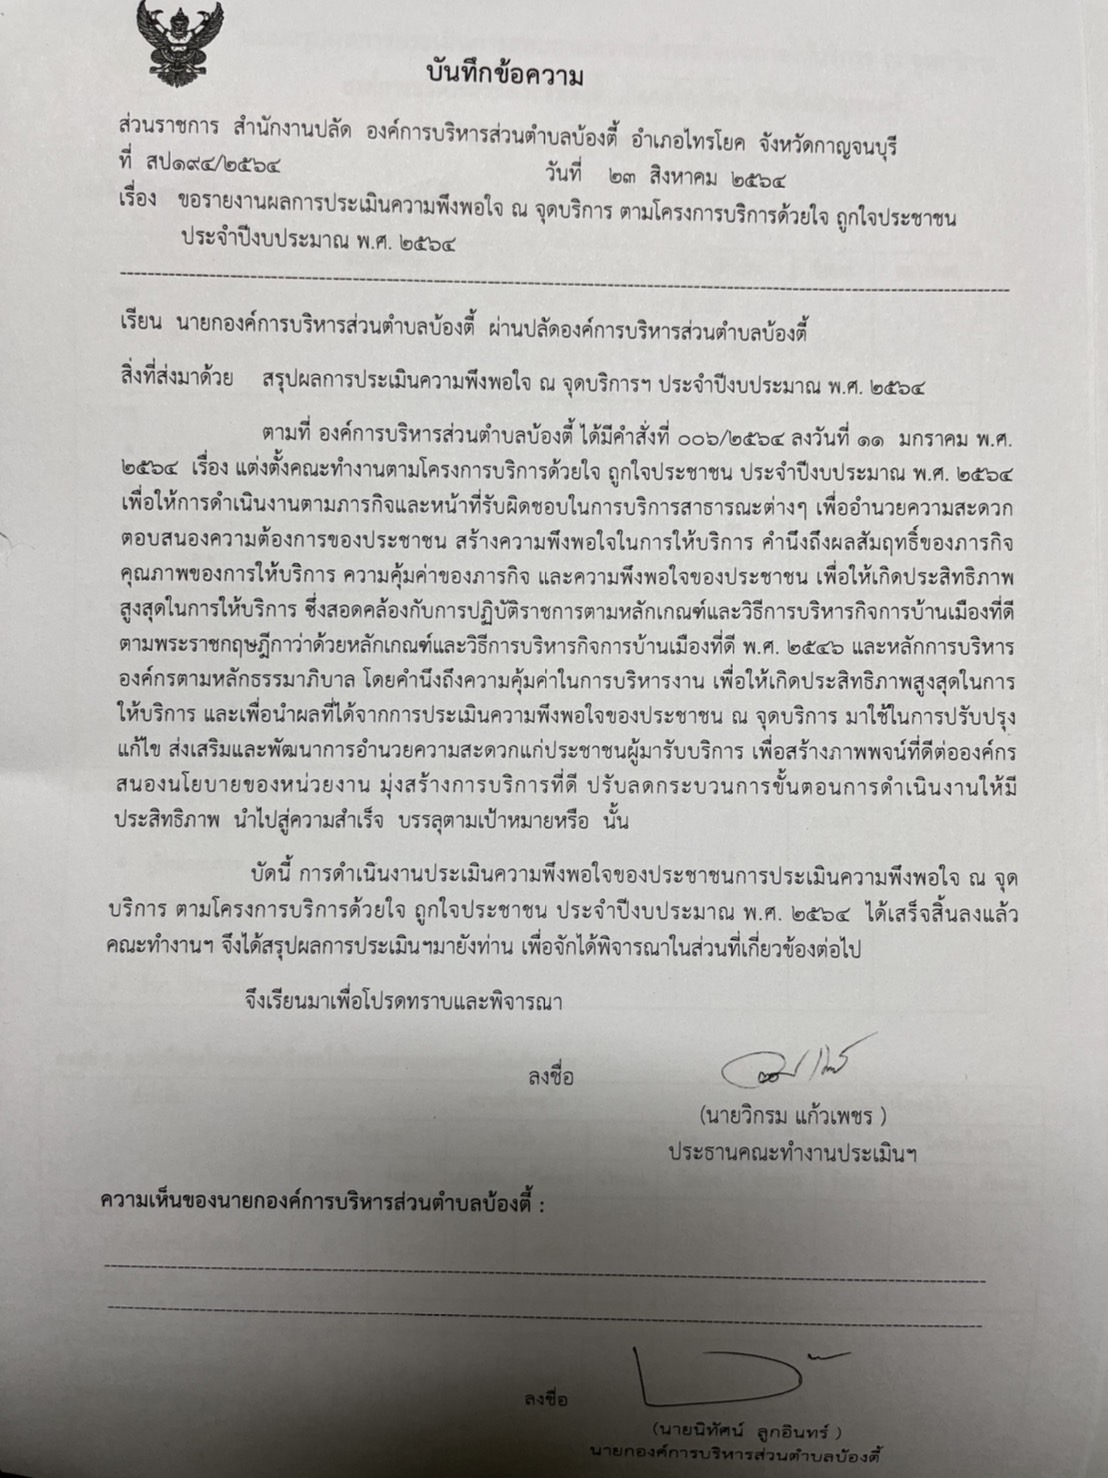 บันทึกข้อความ
ส่วนราชการ สำนักงานปลัด องค์การบริหารส่วนตำบลบ้องตี้ อำเภอไทรโยค จังหวัดกาญจนบุรี
ที่ สป๑๙๔/๒๕๖๔ วันที่ ๒๓ สิงหาคม ๒๕๖๔
เรื่อง ขอรายงานผลการประเมินความพึงพอใจ ณ จุดบริการ ตามโครงการบริการด้วยใจ ถูกใจประชาชน
ประจำปีงบประมาณ พ.ศ. ๒๕๖๔
เรียน นายกองค์การบริหารส่วนตำบลบ้องตี้ ผ่านปลัดองค์การบริหารส่วนตำบลบ้องตี้
สิ่งที่ส่งมาด้วย สรุปผลการประเมินความพึงพอใจ ณ จุดบริการฯ ประจำปีงบประมาณ พ.ศ. ๒๕๖๔
ตามที่ องค์การบริหารส่วนตำบลบ้องตี้ ได้มีคำสั่งที่ ๐๐๖/๒๕๖๔ ลงวันที่ ๑๑ มกราคม พ.ศ.
๒๕๖๔ เรื่อง แต่งตั้งคณะทำงานตามโครงการบริการด้วยใจ ถูกใจประชาชน ประจำปีงบประมาณ พ.ศ. ๒๕๖๔
เพื่อให้การดำเนินงานตามภารกิจและหน้าที่รับผิดชอบในการบริการสาธารณะต่างๆ เพื่ออำนวยความสะดวก
ตอบสนองความต้องการของประชาชน สร้างความพึงพอใจในการให้บริการ คำนึงถึงผลสัมฤทธิ์ของภารกิจ
คุณภาพของการให้บริการ ความคุ้มค่าของภารกิจ และความพึงพอใจของประชาชน เพื่อให้เกิดประสิทธิภาพ
สูงสุดในการให้บริการ ซึ่งสอดคล้องกับการปฏิบัติราชการตามหลักเกณฑ์และวิธีการบริหารกิจการบ้านเมืองที่ดี
ตามพระราชกฤษฎีกาว่าด้วยหลักเกณฑ์และวิธีการบริหารกิจการบ้านเมืองที่ดี พ.ศ. ๒๕๔๖ และหลักการบริหาร
องค์กรตามหลักธรรมาภิบาล โดยคำนึงถึงความคุ้มค่าในการบริหารงาน เพื่อให้เกิดประสิทธิภาพสูงสุดในการ
ให้บริการ และเพื่อนำผลที่ได้จากการประเมินความพึงพอใจของประชาชน ณ จุดบริการ มาใช้ในการปรับปรุง
แก้ไข ส่งเสริมและพัฒนาการอำนวยความสะดวกแก่ประชาชนผู้มารับบริการ เพื่อสร้างภาพพจน์ที่ดีต่อองค์กร
สนองนโยบายของหน่วยงาน มุ่งสร้างการบริการที่ดี ปรับลดกระบวนการขั้นตอนการดำเนินงานให้มี
ประสิทธิภาพ นำไปสู่ความสำเร็จ บรรลุตามเป้าหมายหรือ นั้น
บัดนี้ การดำเนินงานประเมินความพึงพอใจของประชาชนการประเมินความพึงพอใจ ณ จุด
บริการ ตามโครงการบริการด้วยใจ ถูกใจประชาชน ประจำปีงบประมาณ พ.ศ. ๒๕๖๔ ได้เสร็จสิ้นลงแล้ว
คณะทำงานฯ จึงได้สรุปผลการประเมินฯมายังท่าน เพื่อจักได้พิจารณาในส่วนที่เกี่ยวข้องต่อไป
จึงเรียนมาเพื่อโปรดทราบและพิจารณา
ลงชื่อ
(นายวิกรม แก้วเพชร )
ประธานคณะทำงานประเมินฯ
ความเห็นของนายกองค์การบริหารส่วนตำบลบ้องตี้ :
ลงชื่อ
(นายนิทัศน์ ลูกอินทร์ )
นายกองค์การบริหารส่วนตำบลบ้องตี้